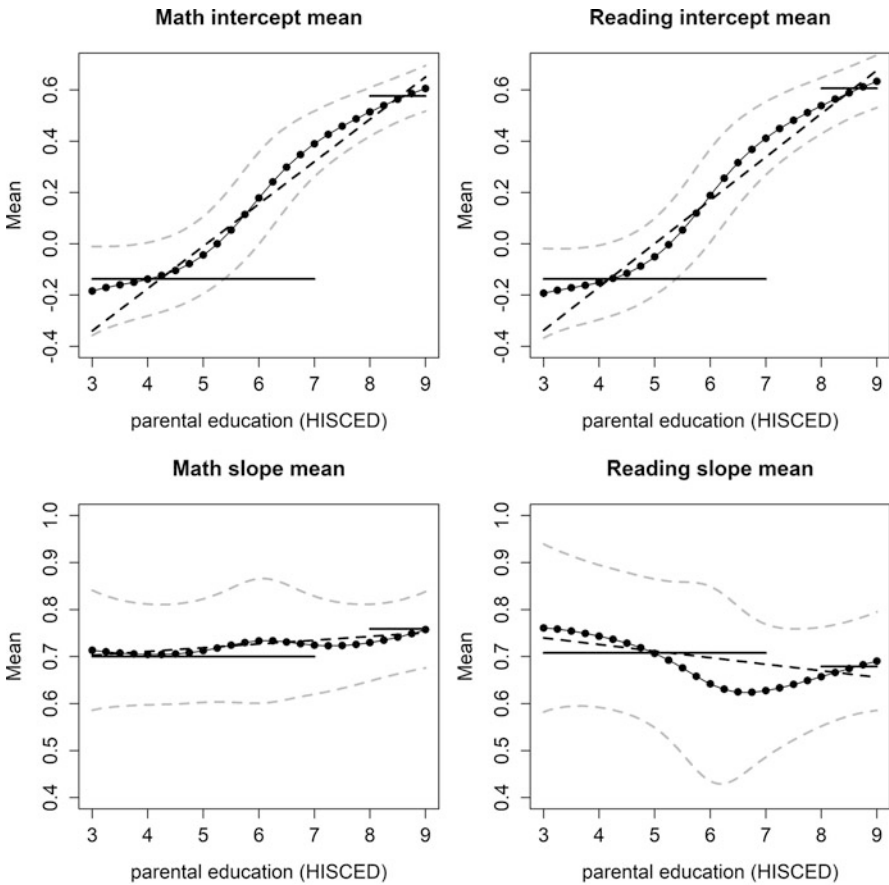 Math intercept mean
Mean
0.6
0.4
0.2
0.0
-0.2
-0.4
3 4 5 6 7 8 9
parental education (HISCED)
Reading intercept mean
Mean
0.6
0.4
0.2
0.0
-0.2
-0.4
3 4 5 6 7 8 9
parental education (HISCED)
Math slope mean
Mean
1.0
0.9
0.8
0.7
0.6
0.5
0.4
3 4 5 6 7 8 9
parental education (HISCED)
Reading slope mean
Mean
1.0
0.9
0.8
0.7
0.6
0.5
0.4
3 4 5 6 7 8 9
parental education (HISCED)